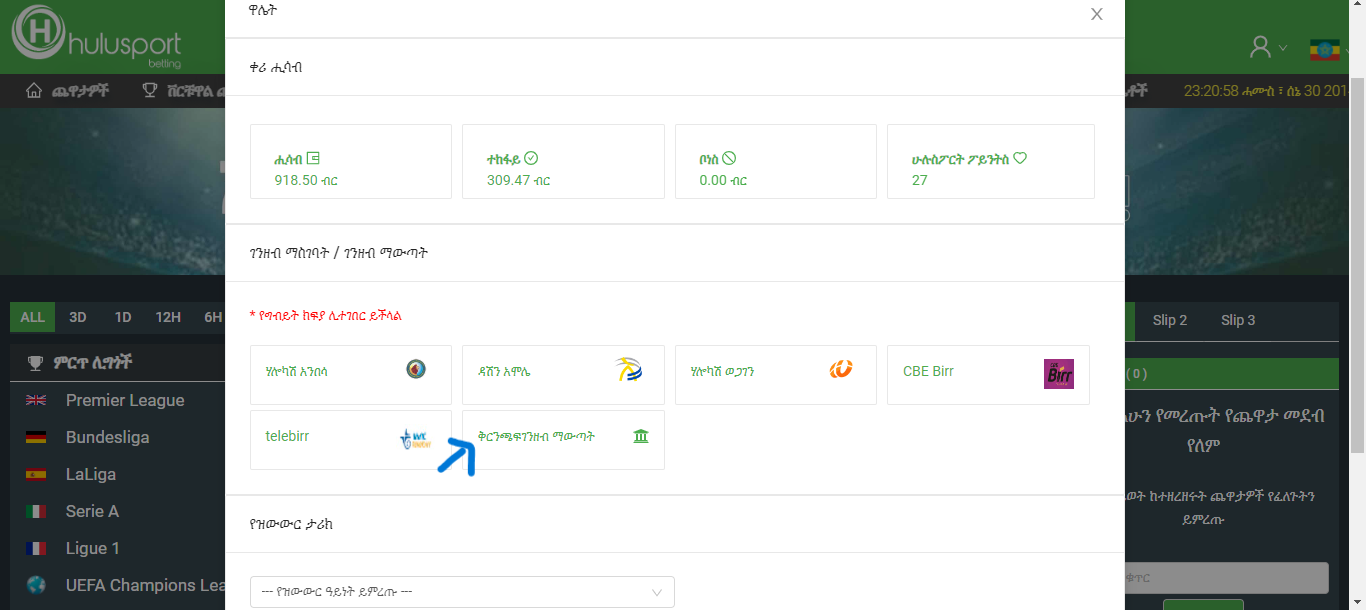 ዋሌት
hulusport
betting
ጨዋታዎች
ቨርቹዋል
23:20:58 ሐሙስ ፣ ሰኔ 30 201
ቀሪ ሒሳብ
ሒሳብ
918.50 ብር
ተከፋይ
309.47 ብር
ቦነስ
0.00 ብር
ሁሉስፖርት ፖይንትስ
27
ገንዘብ ማስገባት / ገንዘብ ማውጣት
* የግብይት ክፍያ ሊተገበር ይችላል
ሄሎካሽ አንበሳ
ዳሽን አሞሌ
ሄሎካሽ ወጋገን
CBE Birr
Birr
telebirr
ቅርንጫፍገንዘብ ማውጣት
የዝውውር ታሪክ
--- የዝውውር ዓይነት ይምረጡ ---
ALL 3D 1D 12H 6H
ምርጥ ሊግኦች
Premier League
Bundesliga
LaLiga
Serie A
Ligue 1
UEFA Champions Lea
Slip 2 Slip 3
(0)
የመረጡት የጨዋታ መደብ
የለም
ከተዘረዘሩት ጨዋታዎች የፈለጉትን
ይምረጡ